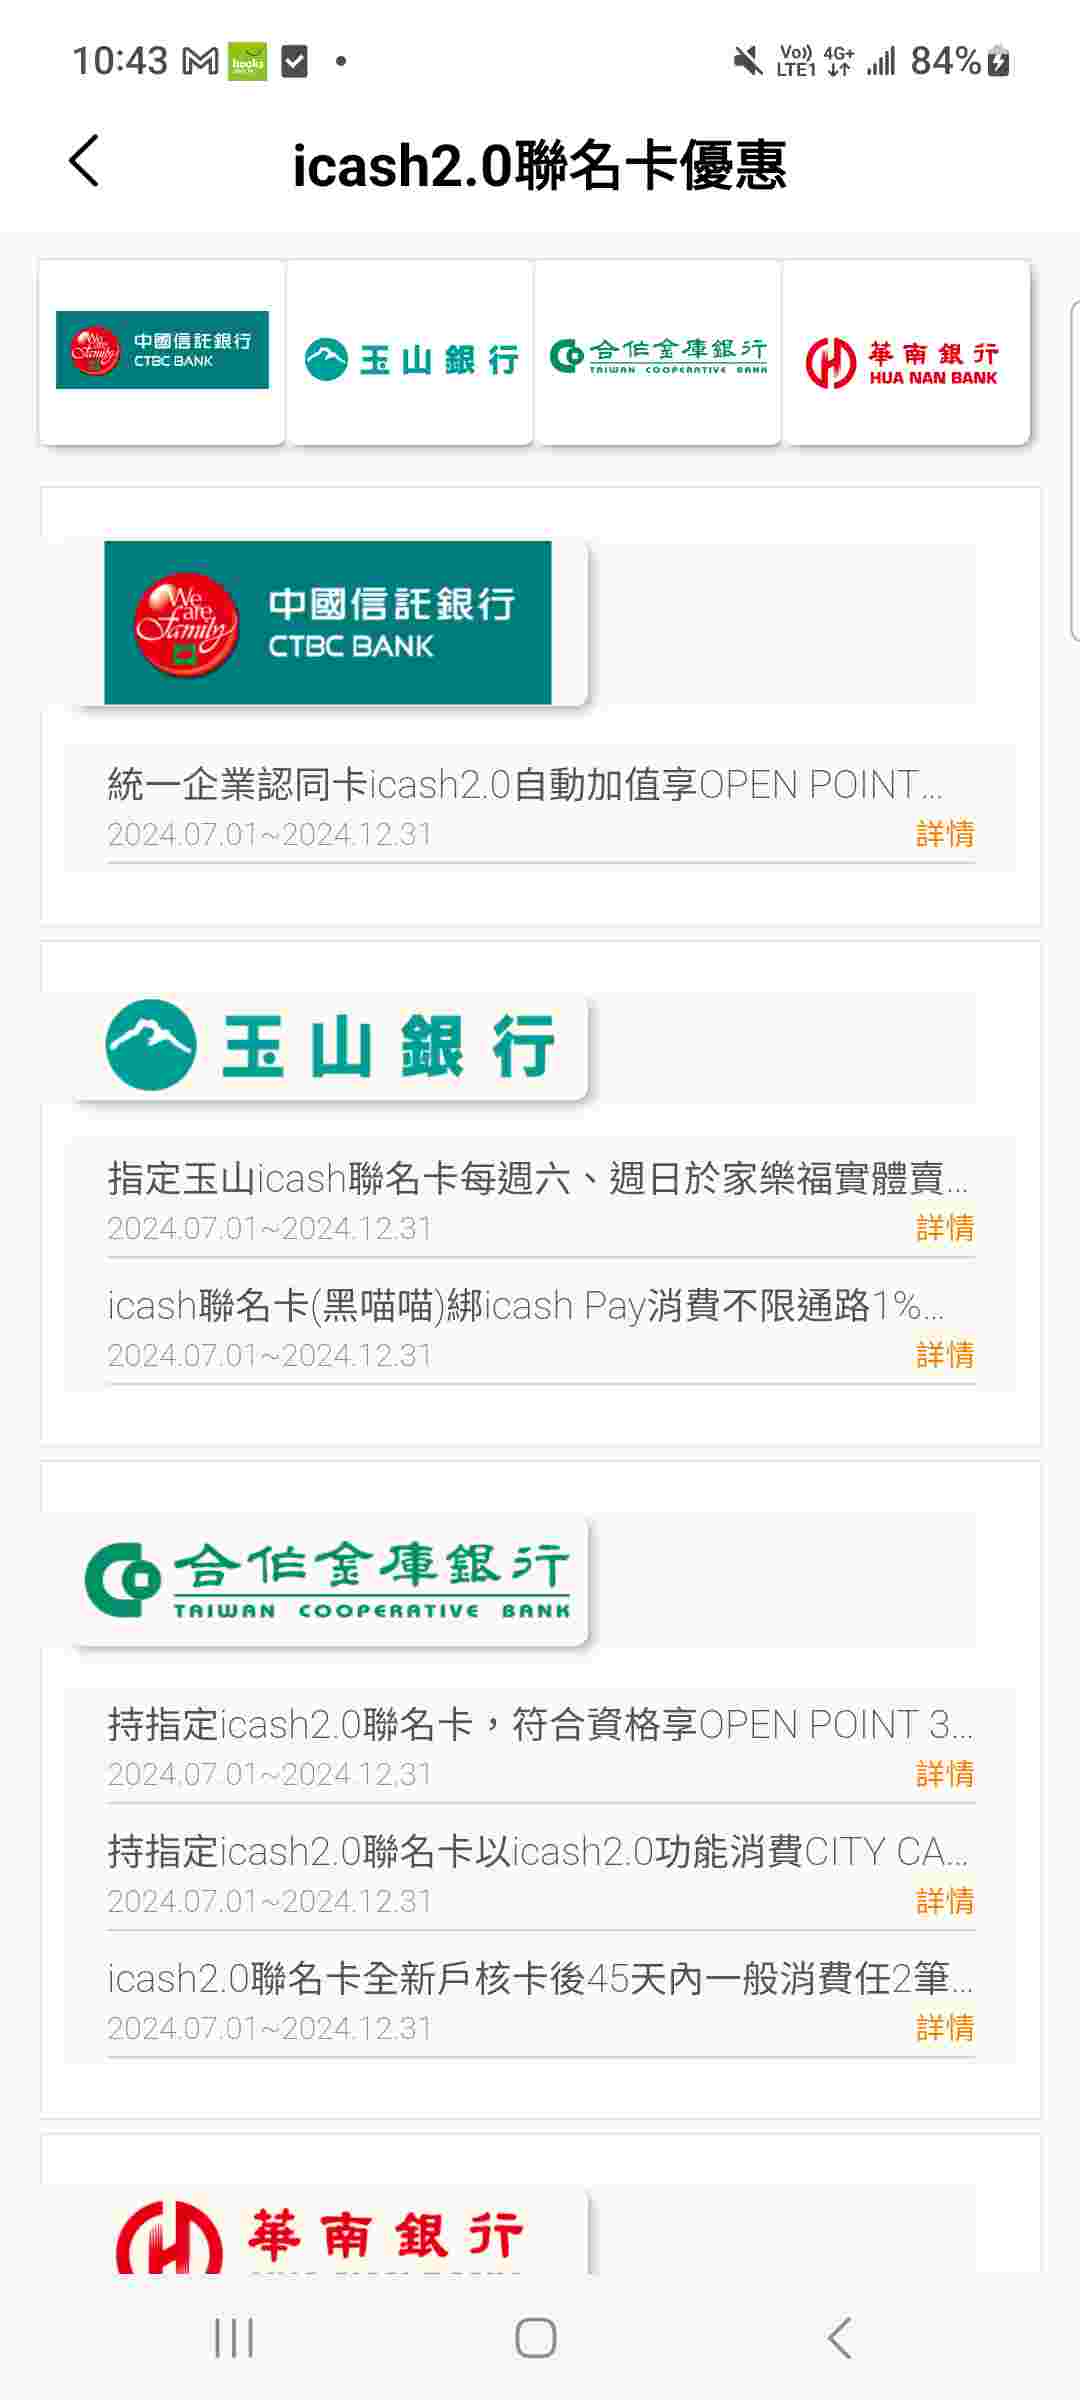 10:43 books VoD LTE1 4G+ 84%
icash2.0聯名卡優惠
We are Family 中國信託銀行 CTBC BANK
玉山銀行
合作金庫銀行 TAIWAN COOPERATIVE BANK
華南銀行 HUA NAN BANK
We are Family
中國信託銀行
CTBC BANK
統一企業認同卡icash2.0自動加值享OPEN POINT...
2024.07.01~2024.12.31 詳情
玉山銀行
指定玉山icash聯名卡每週六、週日於家樂福實體賣...
2024.07.01~2024.12.31 詳情
icash聯名卡(黑喵喵)綁icash Pay消費不限通路1%...
2024.07.01~2024.12.31 詳情
合作金庫銀行
TAIWAN COOPERATIVE BANK
持指定icash2.0聯名卡，符合資格享OPEN POINT 3...
2024.07.01~2024.12.31 詳情
持指定icash2.0聯名卡以icash2.0功能消費CITY CA...
2024.07.01~2024.12.31 詳情
icash2.0聯名卡全新戶核卡後45天內一般消費任2筆...
2024.07.01~2024.12.31 詳情
華南銀行